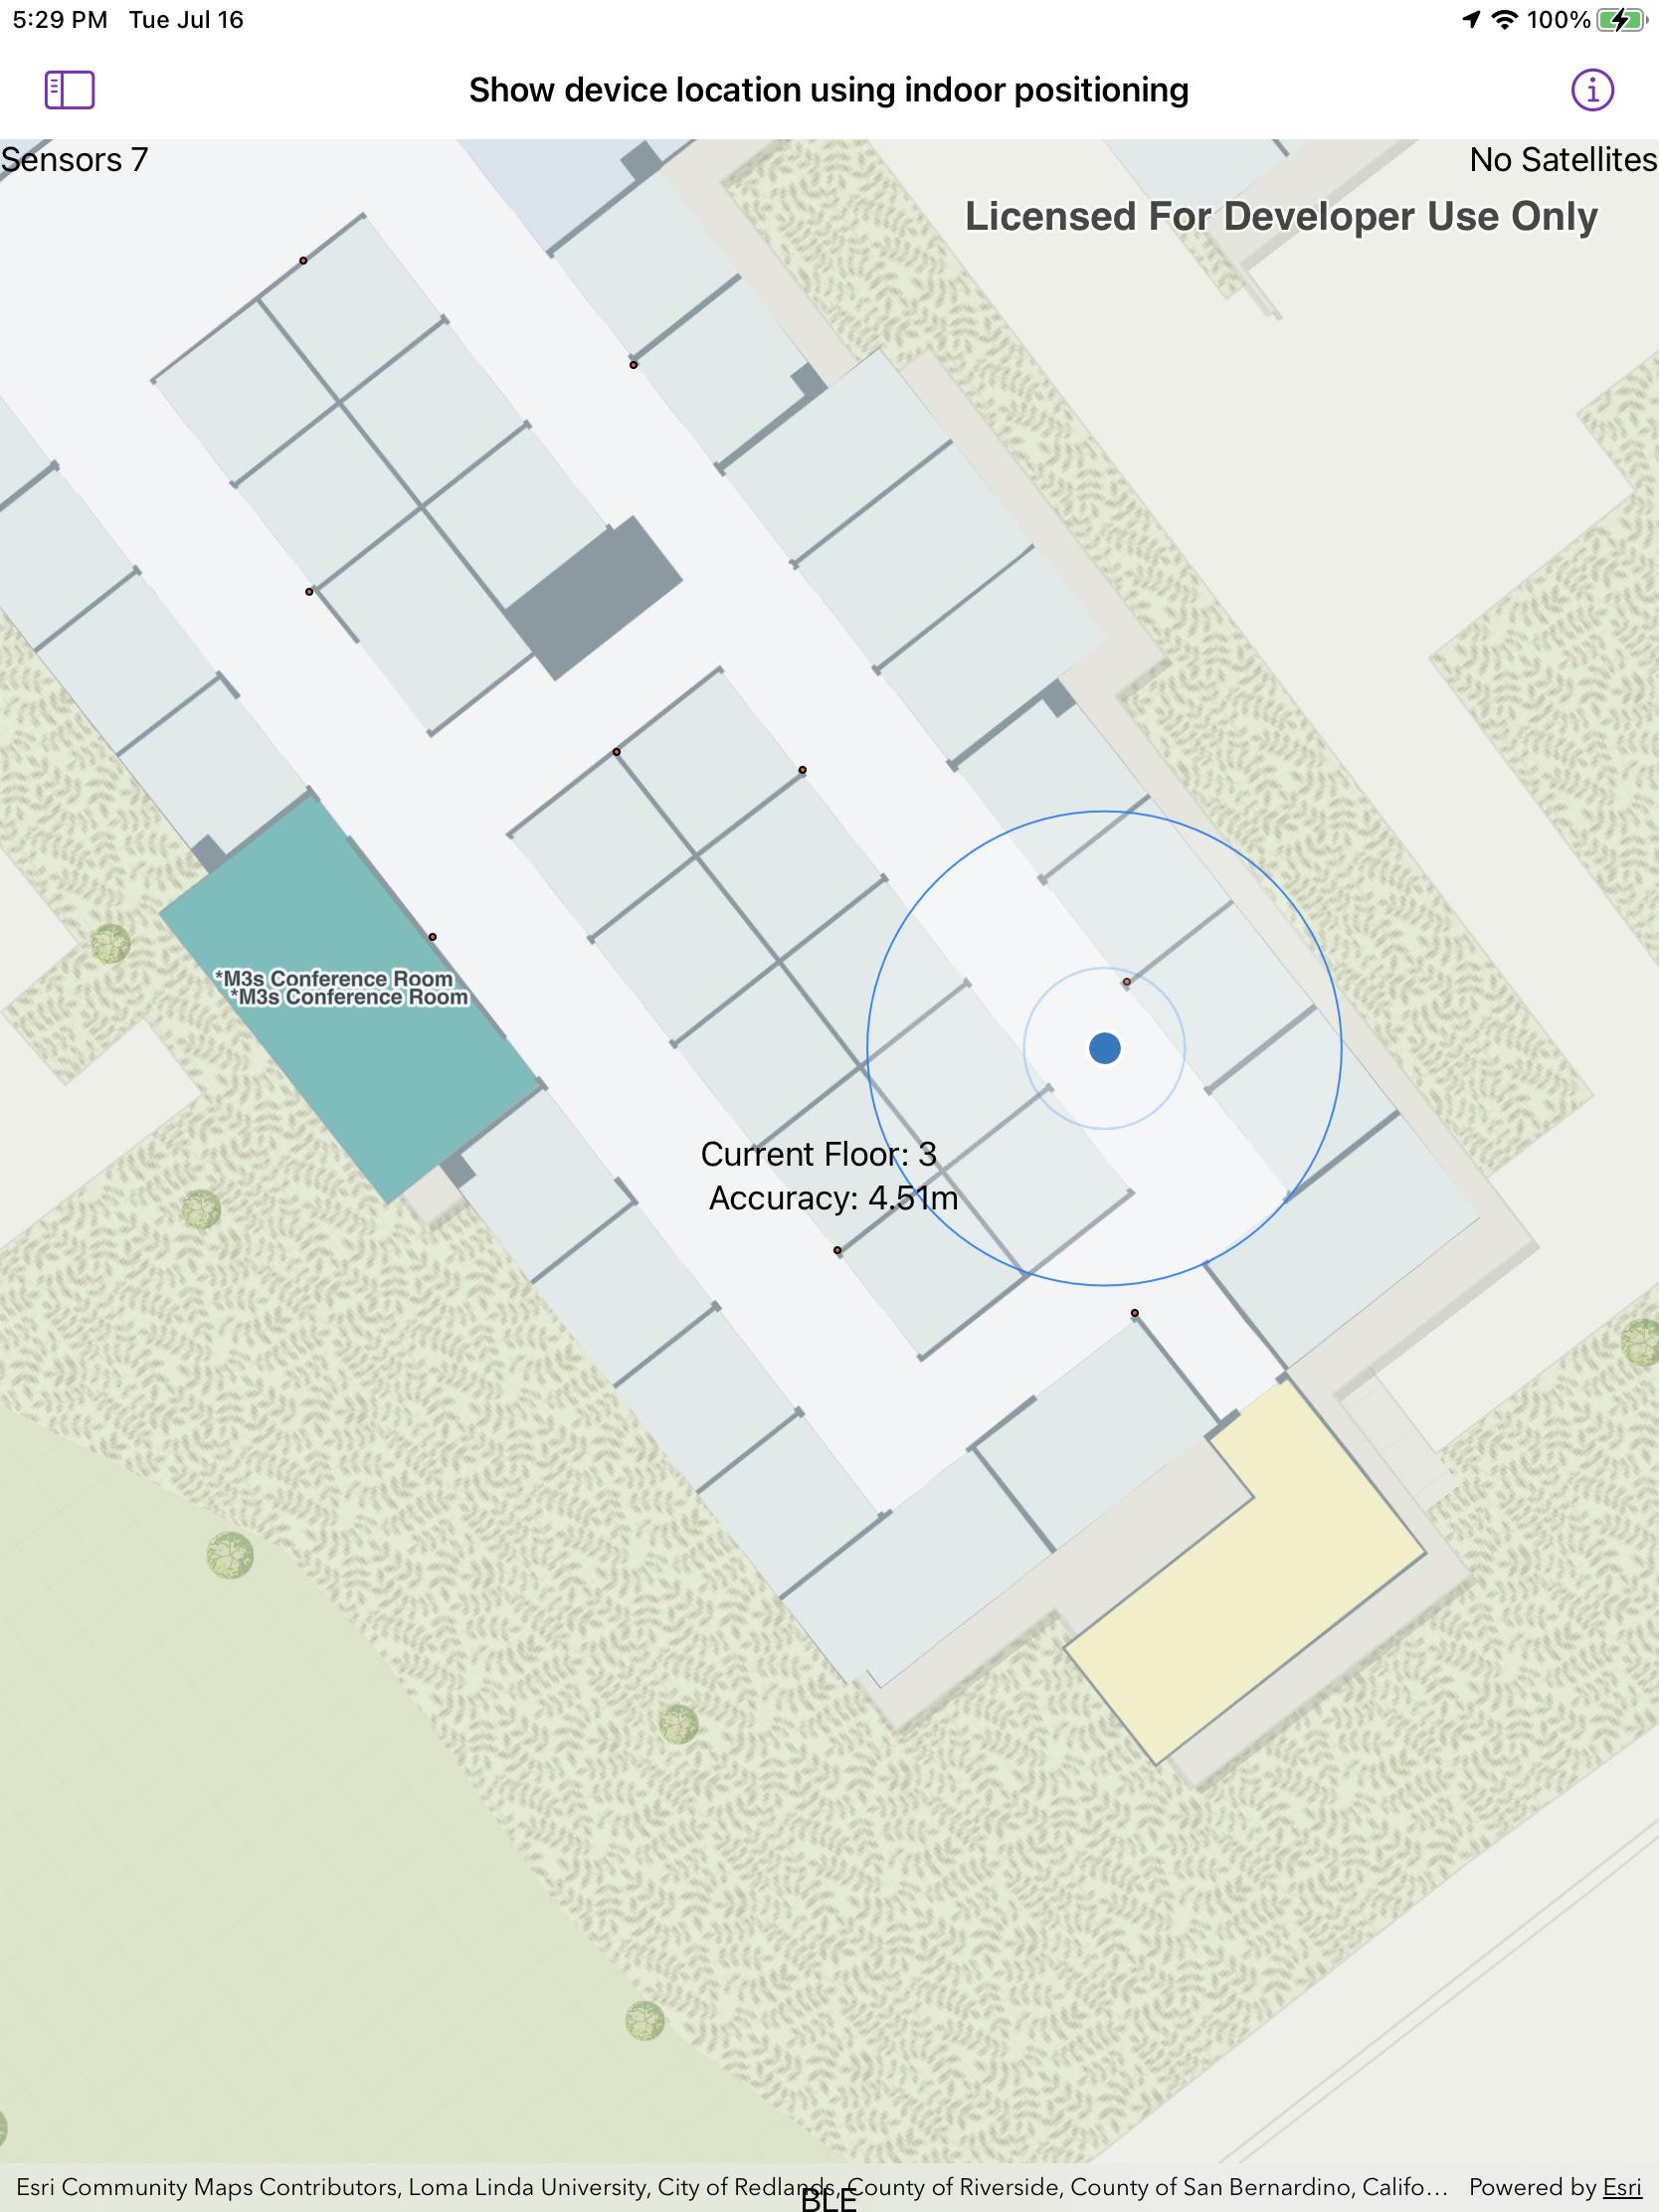 5:29 PM Tue Jul 16
100%
Show device location using indoor positioning
Sensors 7
No Satellites
Licensed For Developer Use Only
*M3s Conference Room
*M3s Conference Room
Current Floor: 3
Accuracy: 4.51m
Esri Community Maps Contributors, Loma Linda University, City of Redlands, County of Riverside, County of San Bernardino, Califo...
Powered by Esri
BLE